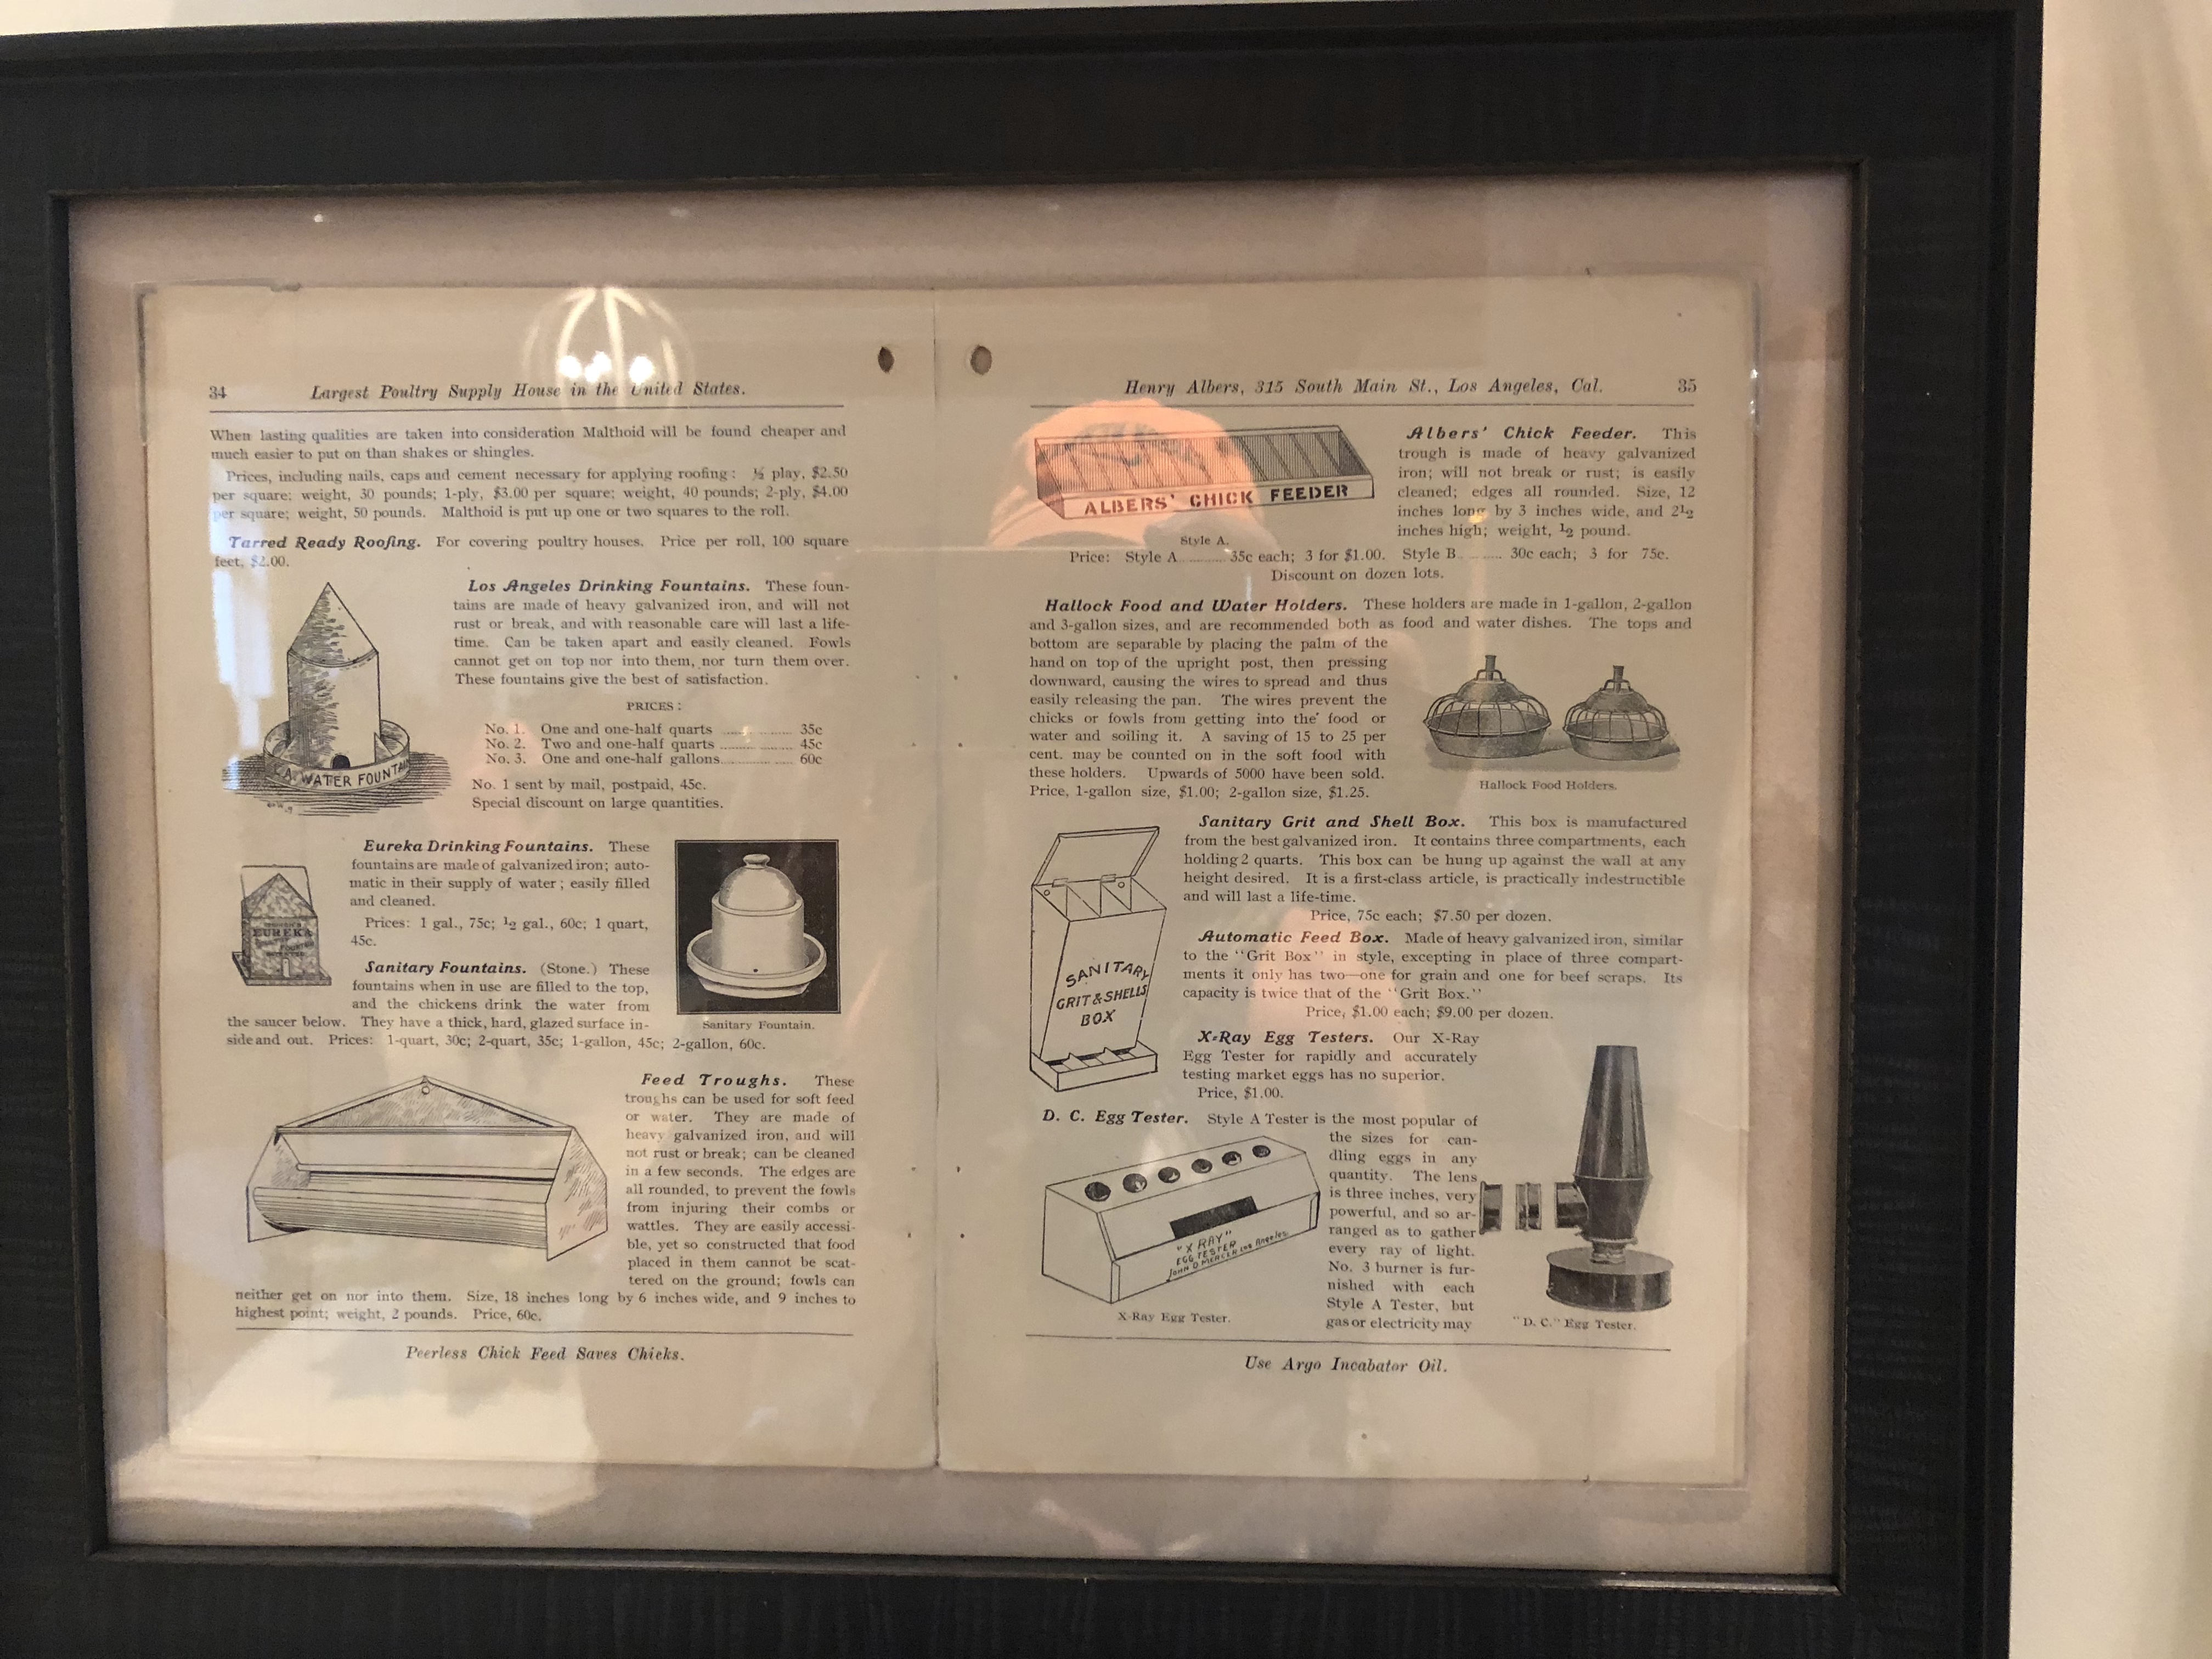 34 Largest Poultry Supply House in the United States.
When lasting qualities are taken into consideration Malthoid will be found cheaper and
much easier to put on than shakes or shingles.
Prices, including nails, caps and cement necessary for applying roofing: ½ play, $2.50
per square; weight, 30 pounds; 1-ply, $3.00 per square; weight, 40 pounds; 2-ply, $4.00
per square; weight, 50 pounds. Malthoid is put up one or two squares to the roll.
Tarred Ready Roofing. For covering poultry houses. Price per roll, 100 square
feet, $2.00.
Los Angeles Drinking Fountains. These foun-
tains are made of heavy galvanized iron, and will not
rust or break, and with reasonable care will last a life-
time. Can be taken apart and easily cleaned. Fowls
cannot get on top nor into them, nor turn them over.
These fountains give the best of satisfaction.
PRICES:
No. 1. One and one-half quarts ........ 35c
No. 2. Two and one-half quarts ........ 45c
No. 3. One and one-half gallons........ 60c
No. 1 sent by mail, postpaid, 45c.
Special discount on large quantities.
L.A. WATER FOUNTAIN
Eureka Drinking Fountains. These
fountains are made of galvanized iron; auto-
matic in their supply of water; easily filled
and cleaned.
Prices: 1 gal., 75c; ½ gal., 60c; 1 quart,
45c.
EUREKA
Sanitary Fountains. (Stone.) These
fountains when in use are filled to the top,
and the chickens drink the water from
the saucer below. They have a thick, hard, glazed surface in-
side and out. Prices: 1-quart, 30c; 2-quart, 35c; 1-gallon, 45c; 2-gallon, 60c.
Sanitary Fountain.
Feed Troughs. These
troughs can be used for soft feed
or water. They are made of
heavy galvanized iron, and will
not rust or break; can be cleaned
in a few seconds. The edges are
all rounded, to prevent the fowls
from injuring their combs or
wattles. They are easily accessi-
ble, yet so constructed that food
placed in them cannot be scat-
tered on the ground; fowls can
neither get on nor into them. Size, 18 inches long by 6 inches wide, and 9 inches to
highest point; weight, 2 pounds. Price, 60c.
Peerless Chick Feed Saves Chicks.
Henry Albers, 315 South Main St., Los Angeles, Cal. 35
ALBERS' CHICK FEEDER
Style A.
Albers' Chick Feeder. This
trough is made of heavy galvanized
iron; will not break or rust; is easily
cleaned; edges all rounded. Size, 12
inches long by 3 inches wide, and 2½
inches high; weight, ½ pound.
Price: Style A........35c each; 3 for $1.00. Style B........ 30c each; 3 for 75c.
Discount on dozen lots.
Hallock Food and Water Holders. These holders are made in 1-gallon, 2-gallon
and 3-gallon sizes, and are recommended both as food and water dishes. The tops and
bottom are separable by placing the palm of the
hand on top of the upright post, then pressing
downward, causing the wires to spread and thus
easily releasing the pan. The wires prevent the
chicks or fowls from getting into the food or
water and soiling it. A saving of 15 to 25 per
cent. may be counted on in the soft food with
these holders. Upwards of 5000 have been sold.
Price, 1-gallon size, $1.00; 2-gallon size, $1.25.
Hallock Food Holders.
Sanitary Grit and Shell Box. This box is manufactured
from the best galvanized iron. It contains three compartments, each
holding 2 quarts. This box can be hung up against the wall at any
height desired. It is a first-class article, is practically indestructible
and will last a life-time.
Price, 75c each; $7.50 per dozen.
SANITARY
GRIT & SHELLS
BOX
Automatic Feed Box. Made of heavy galvanized iron, similar
to the "Grit Box" in style, excepting in place of three compart-
ments it only has two—one for grain and one for beef scraps. Its
capacity is twice that of the "Grit Box."
Price, $1.00 each; $9.00 per dozen.
X-Ray Egg Testers. Our X-Ray
Egg Tester for rapidly and accurately
testing market eggs has no superior.
Price, $1.00.
D. C. Egg Tester. Style A Tester is the most popular of
the sizes for can-
dling eggs in any
quantity. The lens
is three inches, very
powerful, and so ar-
ranged as to gather
every ray of light.
No. 3 burner is fur-
nished with each
Style A Tester, but
gas or electricity may
"X RAY"
EGG TESTER
JOHN D MERCER Los Angeles
X-Ray Egg Tester.
"D. C." Egg Tester.
Use Argo Incabator Oil.